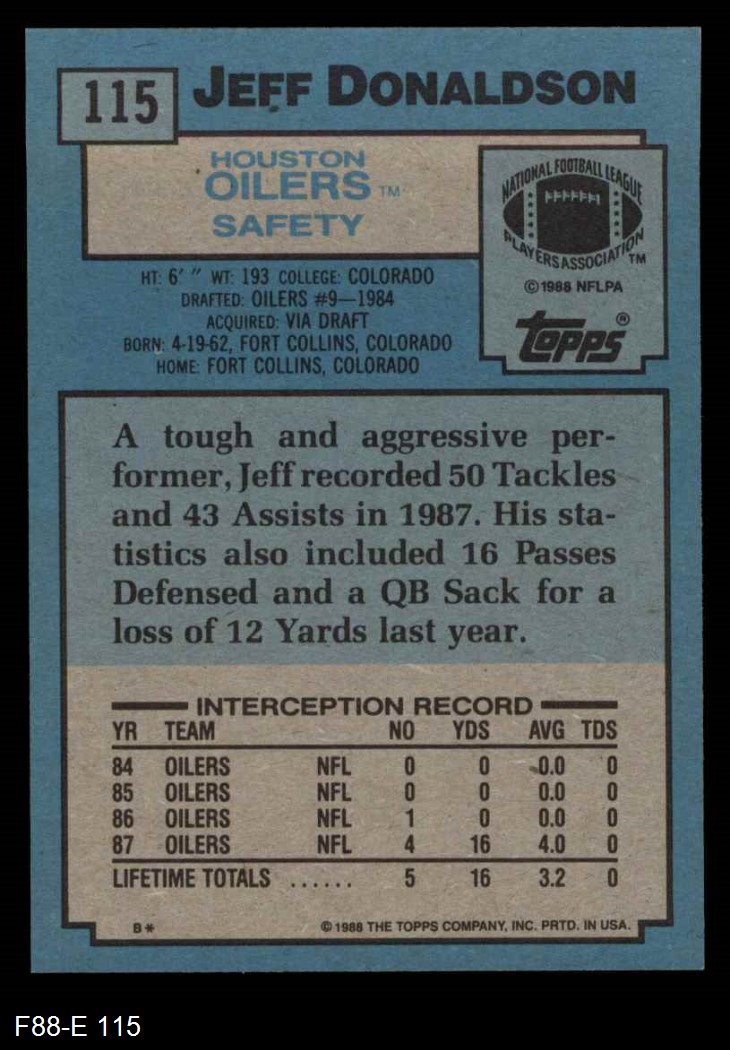 115 JEFF DONALDSON
HOUSTON
OILERS™
SAFETY
NATIONAL FOOTBALL LEAGUE
PLAYERS ASSOCIATION™
©1988 NFLPA
Topps®
HT: 6' " WT: 193 COLLEGE: COLORADO
DRAFTED: OILERS #9—1984
ACQUIRED: VIA DRAFT
BORN: 4-19-62, FORT COLLINS, COLORADO
HOME: FORT COLLINS, COLORADO
A tough and aggressive per-
former, Jeff recorded 50 Tackles
and 43 Assists in 1987. His sta-
tistics also included 16 Passes
Defensed and a QB Sack for a
loss of 12 Yards last year.
INTERCEPTION RECORD
YR TEAM NO YDS AVG TDS
84 OILERS NFL 0 0 0.0 0
85 OILERS NFL 0 0 0.0 0
86 OILERS NFL 1 0 0.0 0
87 OILERS NFL 4 16 4.0 0
LIFETIME TOTALS ...... 5 16 3.2 0
B* ©1988 THE TOPPS COMPANY, INC. PRTD. IN USA.
F88-E 115